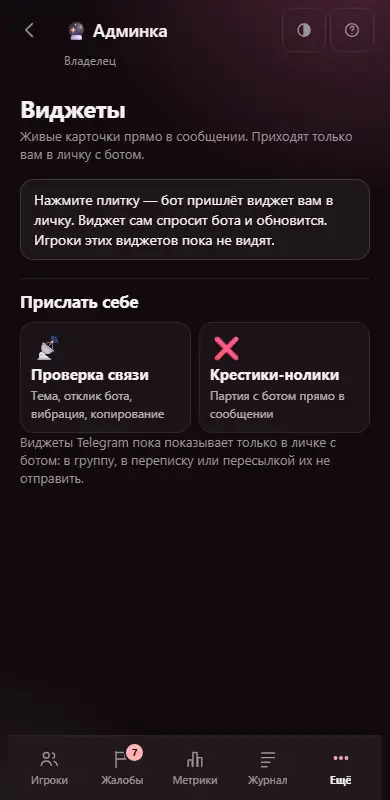 Админка
Владелец
Виджеты
Живые карточки прямо в сообщении. Приходят только
вам в личку с ботом.
Нажмите плитку — бот пришлёт виджет вам в
личку. Виджет сам спросит бота и обновится.
Игроки этих виджетов пока не видят.
Прислать себе
Проверка связи
Тема, отклик бота,
вибрация, копирование
Крестики-нолики
Партия с ботом прямо в
сообщении
Виджеты Telegram пока показывает только в личке с
ботом: в группу, в переписку или пересылкой их не
отправить.
7
Игроки Жалобы Метрики Журнал Ещё